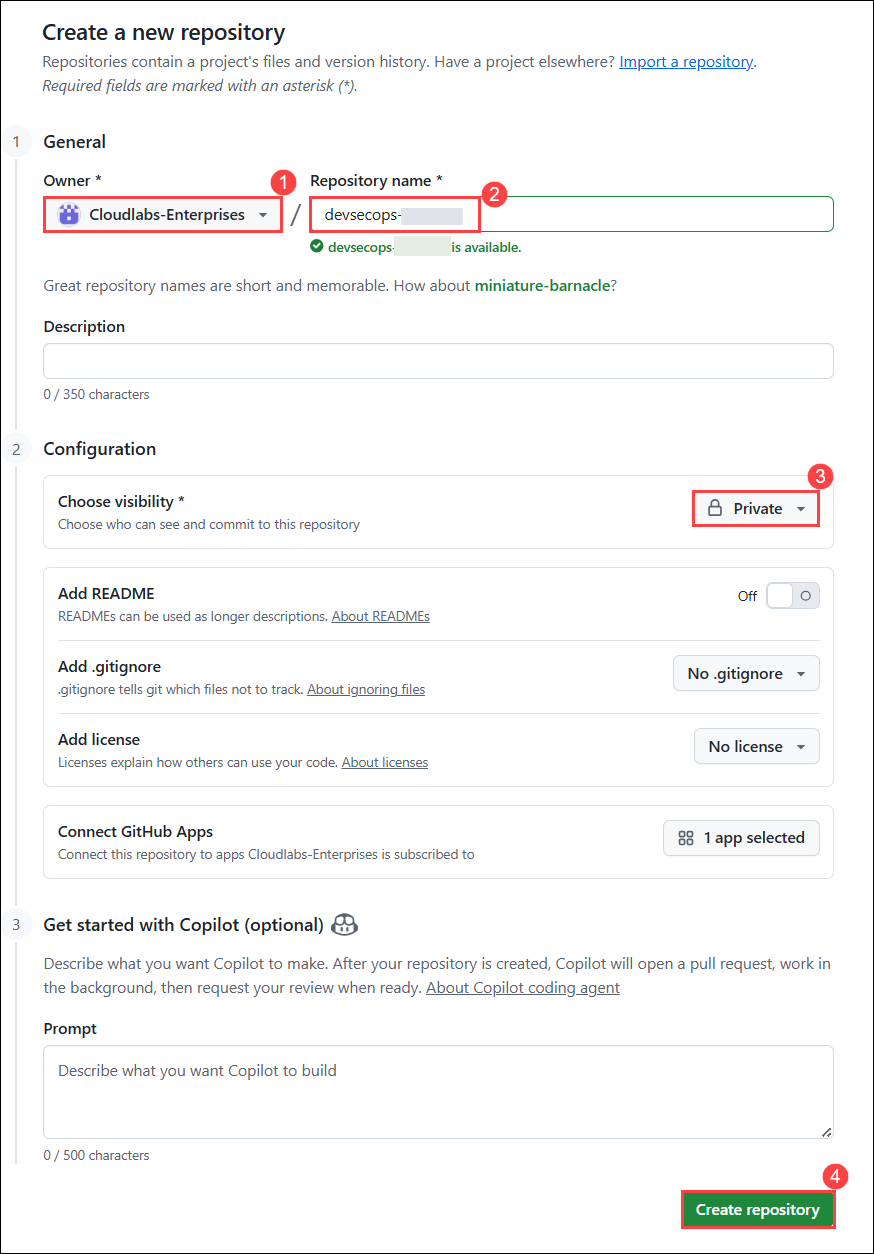 Create a new repository
Repositories contain a project's files and version history. Have a project elsewhere? Import a repository.
Required fields are marked with an asterisk (*).
1 General
Owner * 1 Repository name * 2
Cloudlabs-Enterprises / devsecops-
devsecops- is available.
Great repository names are short and memorable. How about miniature-barnacle?
Description
0 / 350 characters
2 Configuration
3
Choose visibility *
Private
Choose who can see and commit to this repository
Add README
Off
READMEs can be used as longer descriptions. About READMEs
Add .gitignore
No .gitignore
.gitignore tells git which files not to track. About ignoring files
Add license
No license
Licenses explain how others can use your code. About licenses
Connect GitHub Apps
1 app selected
Connect this repository to apps Cloudlabs-Enterprises is subscribed to
3 Get started with Copilot (optional)
Describe what you want Copilot to make. After your repository is created, Copilot will open a pull request, work in
the background, then request your review when ready. About Copilot coding agent
Prompt
Describe what you want Copilot to build
0 / 500 characters
4
Create repository